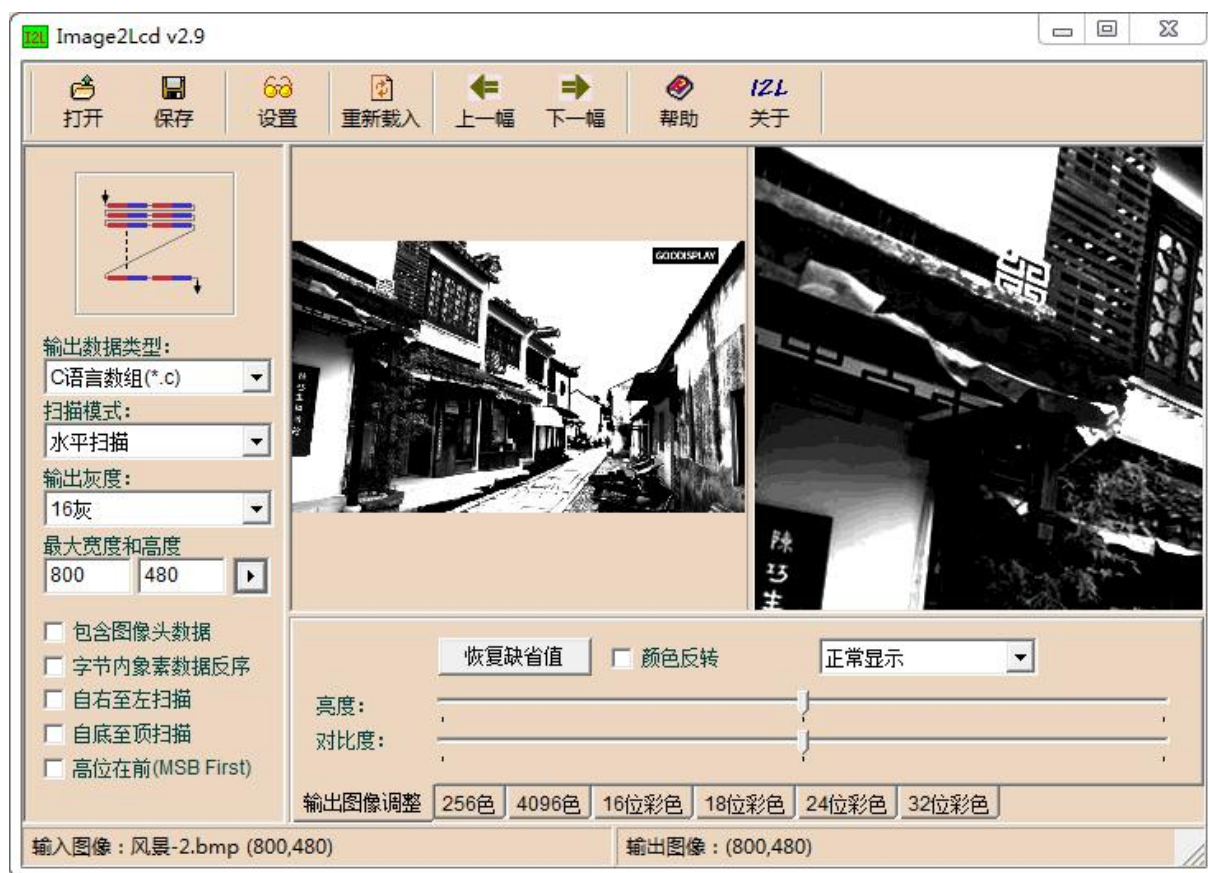 I2L Image2Lcd v2.9
打开 保存 设置 重新载入 上一幅 下一幅 帮助 I2L 关于
输出数据类型:
C语言数组(*.c)
扫描模式:
水平扫描
输出灰度:
16灰
最大宽度和高度
800 480
包含图像头数据
字节内象素数据反序
自右至左扫描
自底至顶扫描
高位在前(MSB First)
GOODISPLAY
陈
巧
生
恢复缺省值 颜色反转 正常显示
亮度:
对比度:
输出图像调整 256色 4096色 16位彩色 18位彩色 24位彩色 32位彩色
输入图像:风景-2.bmp (800,480) 输出图像:(800,480)